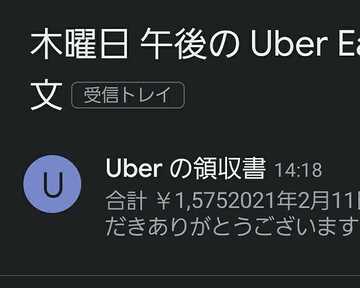 木曜日 午後の Uber Ea
文 受信トレイ
U
Uber の領収書 14:18
合計 ￥1,5752021年2月11
だきありがとうございます